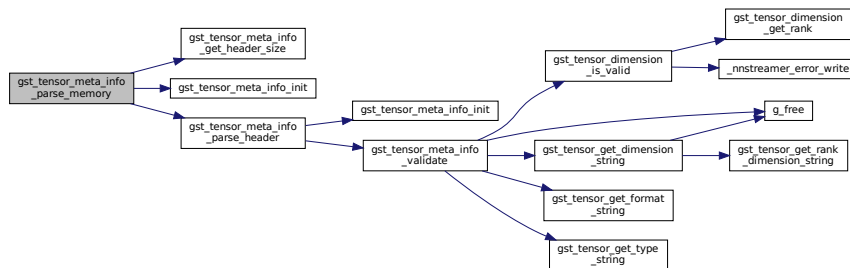 gst_tensor_meta_info
_parse_memory
gst_tensor_meta_info
_get_header_size
gst_tensor_meta_info_init
gst_tensor_meta_info
_parse_header
gst_tensor_meta_info_init
gst_tensor_meta_info
_validate
gst_tensor_dimension
_is_valid
gst_tensor_dimension
_get_rank
_nnstreamer_error_write
g_free
gst_tensor_get_dimension
_string
gst_tensor_get_rank
_dimension_string
gst_tensor_get_format
_string
gst_tensor_get_type
_string